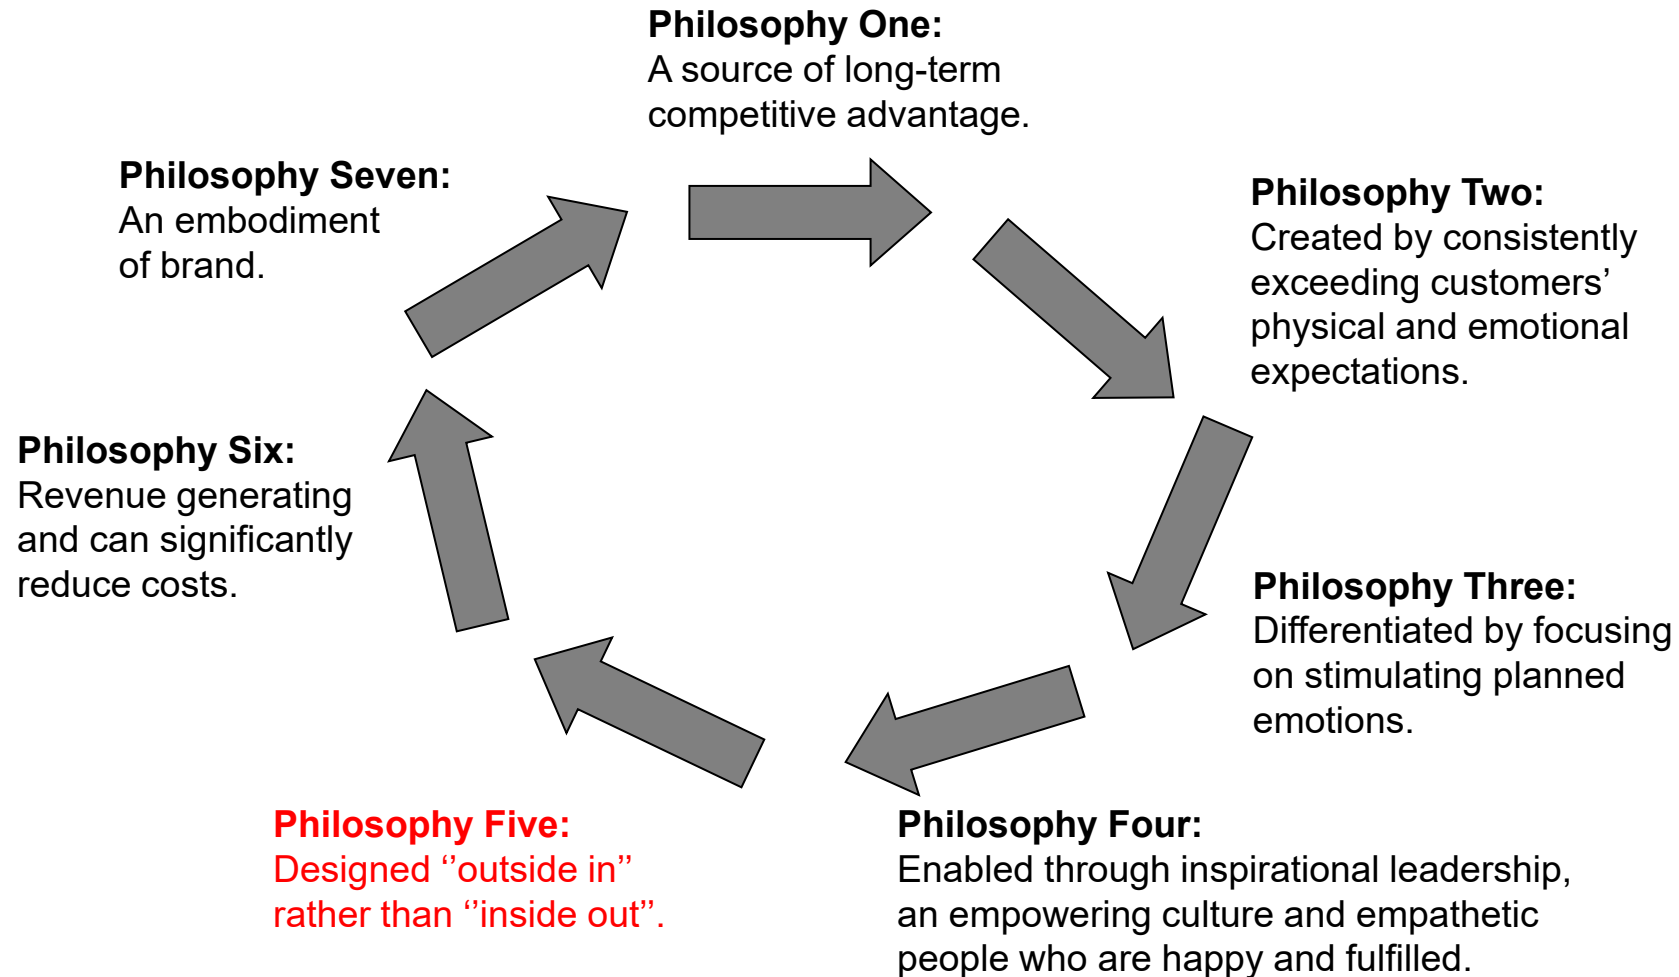 Philosophy One:
A source of long-term
competitive advantage.
Philosophy Two:
Created by consistently
exceeding customers’
physical and emotional
expectations.
Philosophy Three:
Differentiated by focusing
on stimulating planned
emotions.
Philosophy Four:
Enabled through inspirational leadership,
an empowering culture and empathetic
people who are happy and fulfilled.
Philosophy Five:
Designed ‘’outside in’’
rather than ‘’inside out’’.
Philosophy Six:
Revenue generating
and can significantly
reduce costs.
Philosophy Seven:
An embodiment
of brand.